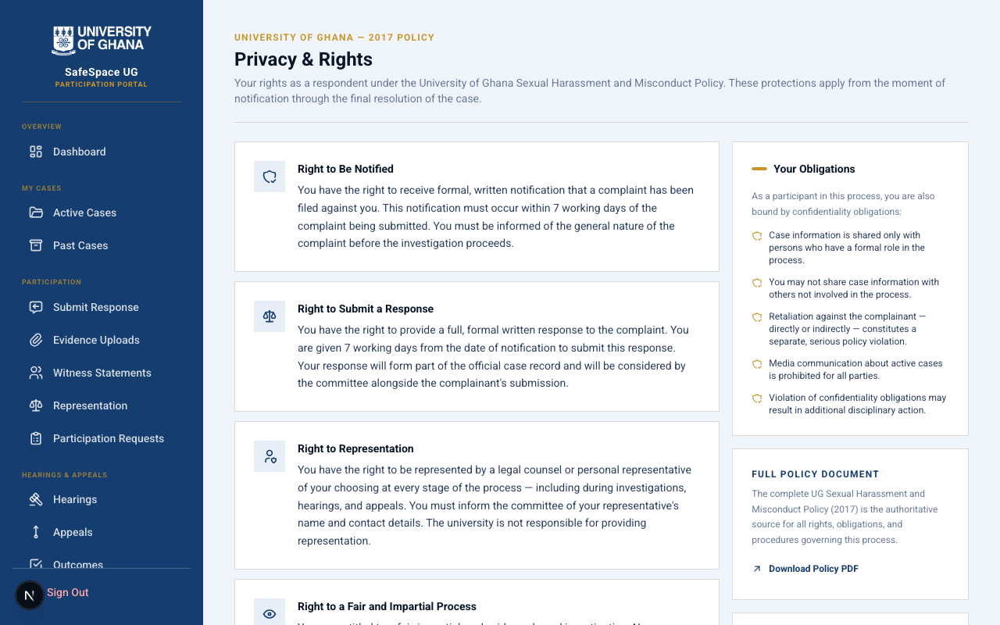 UNIVERSITY
OF GHANA
SafeSpace UG
PARTICIPATION PORTAL
OVERVIEW
Dashboard
MY CASES
Active Cases
Past Cases
PARTICIPATION
Submit Response
Evidence Uploads
Witness Statements
Representation
Participation Requests
HEARINGS & APPEALS
Hearings
Appeals
Outcomes
N
Sign Out
UNIVERSITY OF GHANA — 2017 POLICY
Privacy & Rights
Your rights as a respondent under the University of Ghana Sexual Harassment and Misconduct Policy. These protections apply from the moment of
notification through the final resolution of the case.
Right to Be Notified
You have the right to receive formal, written notification that a complaint has been
filed against you. This notification must occur within 7 working days of the
complaint being submitted. You must be informed of the general nature of the
complaint before the investigation proceeds.
Right to Submit a Response
You have the right to provide a full, formal written response to the complaint. You
are given 7 working days from the date of notification to submit this response.
Your response will form part of the official case record and will be considered by
the committee alongside the complainant's submission.
Right to Representation
You have the right to be represented by a legal counsel or personal representative
of your choosing at every stage of the process — including during investigations,
hearings, and appeals. You must inform the committee of your representative's
name and contact details. The university is not responsible for providing
representation.
Right to a Fair and Impartial Process
Your Obligations
As a participant in this process, you are also
bound by confidentiality obligations:
Case information is shared only with
persons who have a formal role in the
process.
You may not share case information with
others not involved in the process.
Retaliation against the complainant —
directly or indirectly — constitutes a
separate, serious policy violation.
Media communication about active cases
is prohibited for all parties.
Violation of confidentiality obligations may
result in additional disciplinary action.
FULL POLICY DOCUMENT
The complete UG Sexual Harassment and
Misconduct Policy (2017) is the authoritative
source for all rights, obligations, and
procedures governing this process.
Download Policy PDF